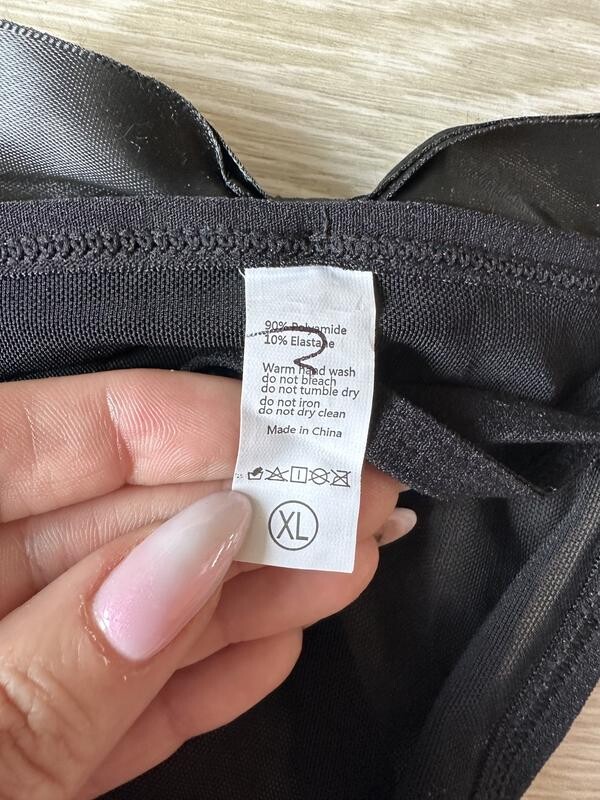 90% Polyamide
10% Elastane
Warm hand wash
do not bleach
do not tumble dry
do not iron
do not dry clean
Made in China
XL